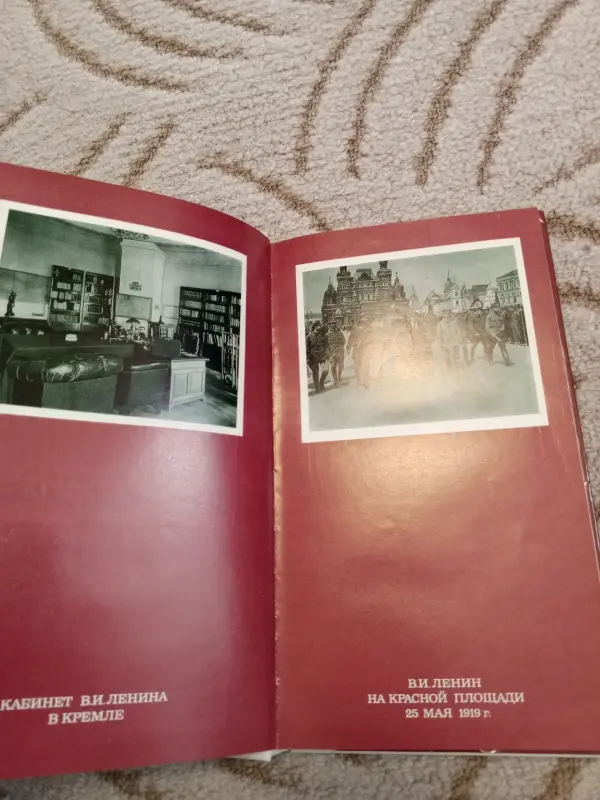 КАБИНЕТ В.И.ЛЕНИНА
В КРЕМЛЕ
В.И.ЛЕНИН
НА КРАСНОЙ ПЛОЩАДИ
25 МАЯ 1919 г.